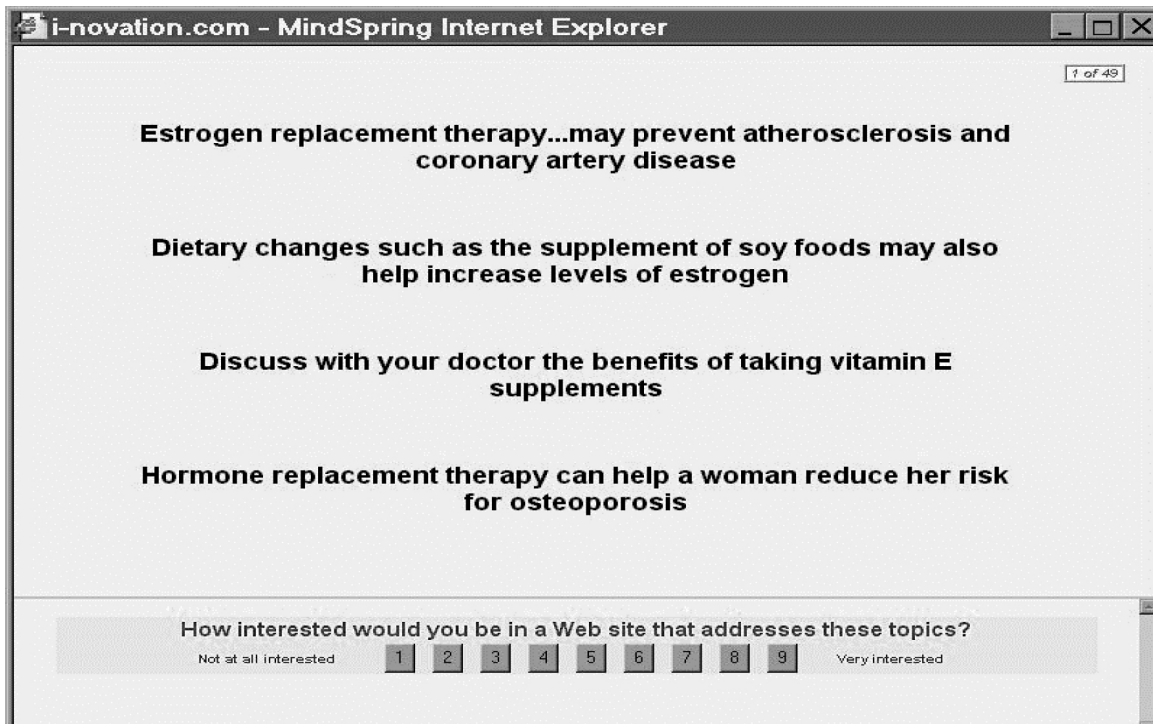 i-novation.com – MindSpring Internet Explorer
1 of 49
Estrogen replacement therapy...may prevent atherosclerosis and
coronary artery disease
Dietary changes such as the supplement of soy foods may also
help increase levels of estrogen
Discuss with your doctor the benefits of taking vitamin E
supplements
Hormone replacement therapy can help a woman reduce her risk
for osteoporosis
How interested would you be in a Web site that addresses these topics?
Not at all interested 1 2 3 4 5 6 7 8 9 Very interested